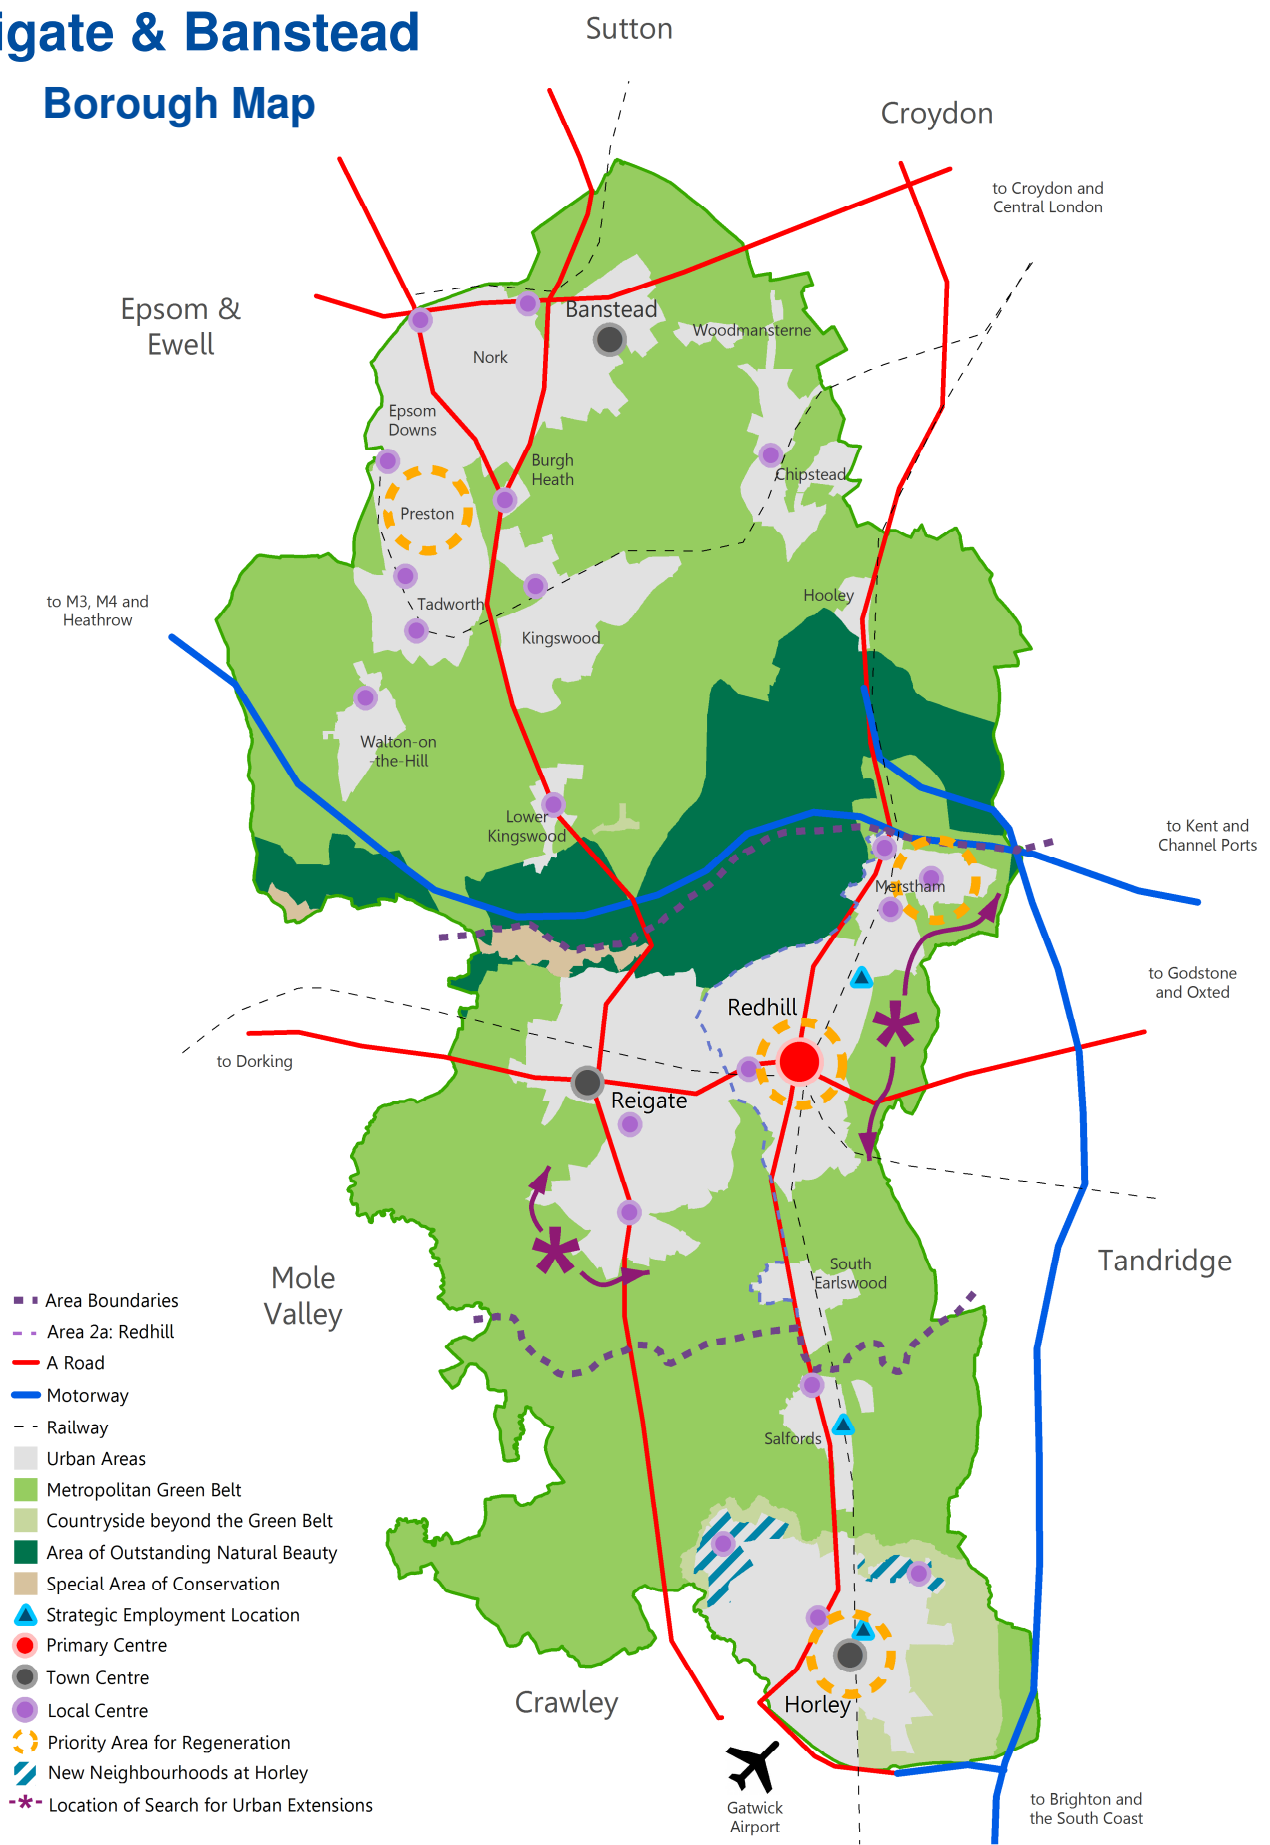 igate & Banstead
Borough Map
Sutton
Croydon
to Croydon and
Central London
Epsom &
Ewell
Banstead
Woodmansterne
Nork
Epsom
Downs
Burgh
Heath
Chipstead
Preston
Hooley
to M3, M4 and
Heathrow
Tadworth
Kingswood
Walton-on
-the-Hill
Lower
Kingswood
to Kent and
Channel Ports
Merstham
to Godstone
and Oxted
Redhill
to Dorking
Reigate
Tandridge
South
Earlswood
Mole
Valley
Area Boundaries
Area 2a: Redhill
A Road
Motorway
Railway
Urban Areas
Metropolitan Green Belt
Countryside beyond the Green Belt
Area of Outstanding Natural Beauty
Special Area of Conservation
Strategic Employment Location
Primary Centre
Town Centre
Local Centre
Priority Area for Regeneration
New Neighbourhoods at Horley
Location of Search for Urban Extensions
Salfords
Crawley
Horley
Gatwick
Airport
to Brighton and
the South Coast